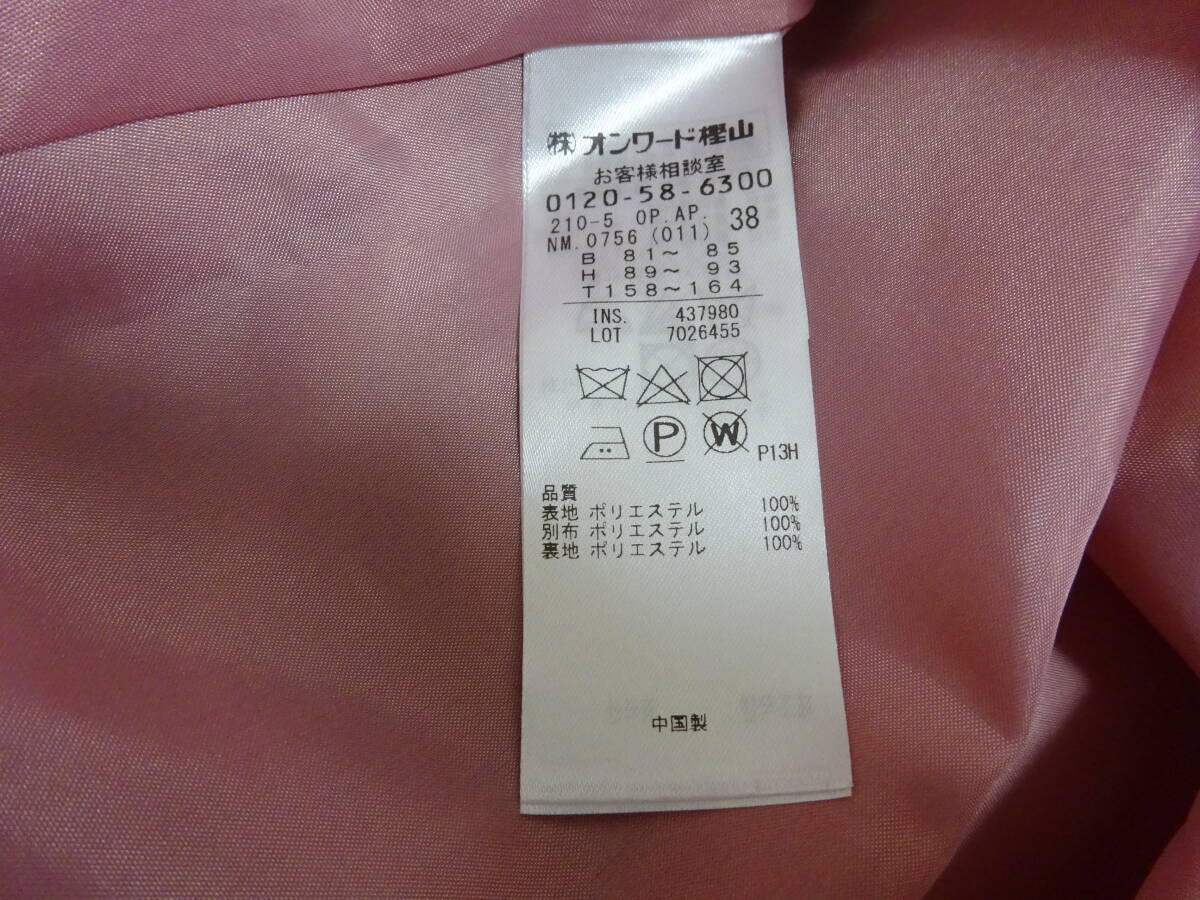 ㈱オンワード樫山
お客様相談室
0120-58-6300
210-5 OP.AP. 38
NM.0756 (011)
B 81～ 85
H 89～ 93
T158～164
INS. 437980
LOT 7026455
P
W
P13H
品質
表地 ポリエステル 100%
別布 ポリエステル 100%
裏地 ポリエステル 100%
中国製